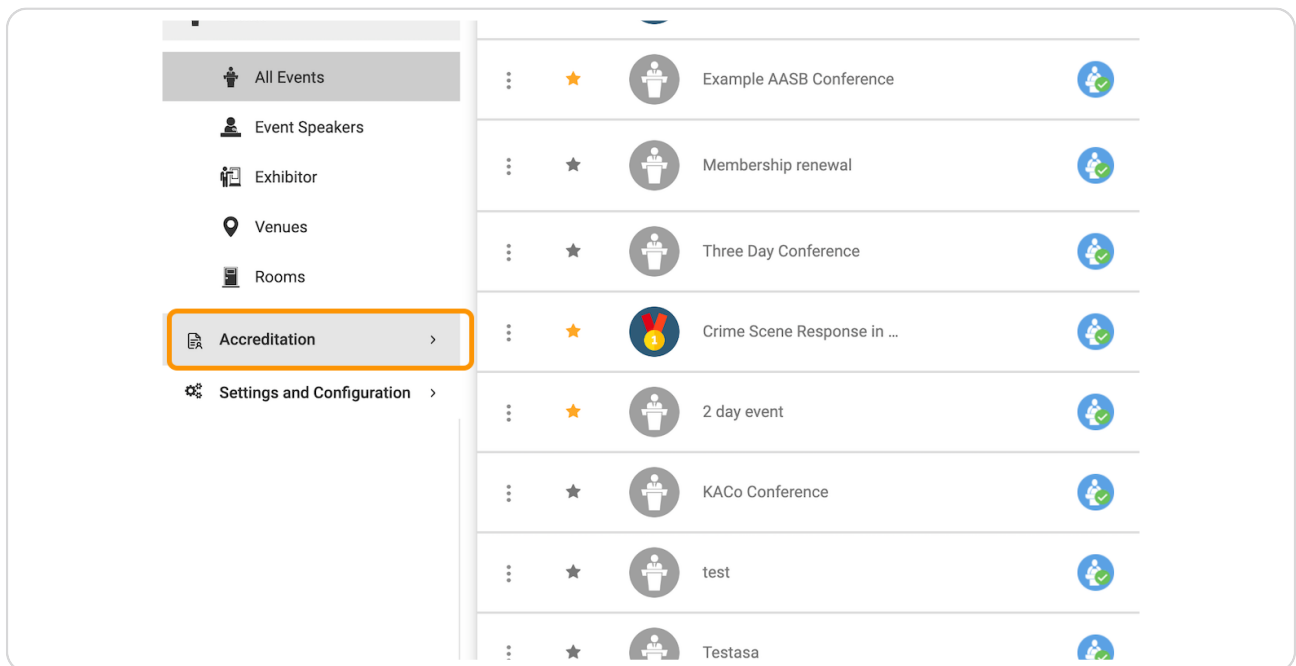 All Events
Event Speakers
Exhibitor
Venues
Rooms
Accreditation
Settings and Configuration
Example AASB Conference
Membership renewal
Three Day Conference
1
Crime Scene Response in ...
2 day event
KACo Conference
test
Testasa